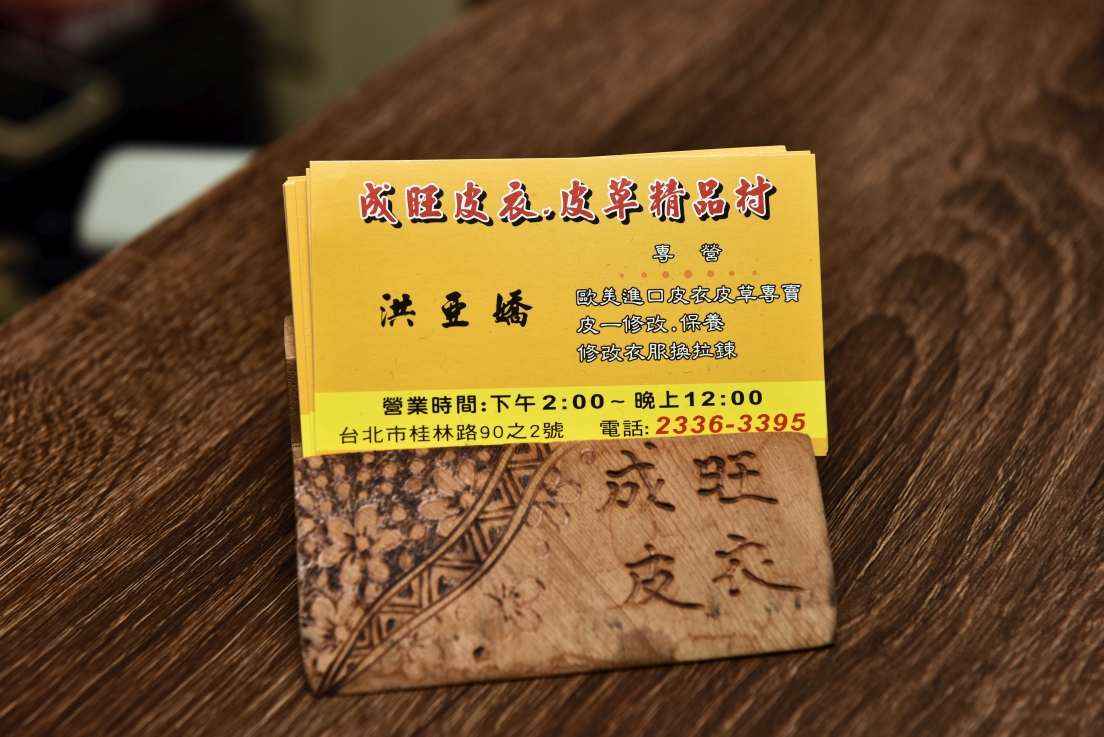 成旺皮衣.皮草精品村
專 營
洪亞嬌
歐美進口皮衣皮草專賣
皮一修改.保養
修改衣服換拉鍊
營業時間:下午2:00～晚上12:00
台北市桂林路90之2號 電話:2336-3395
成旺
皮衣